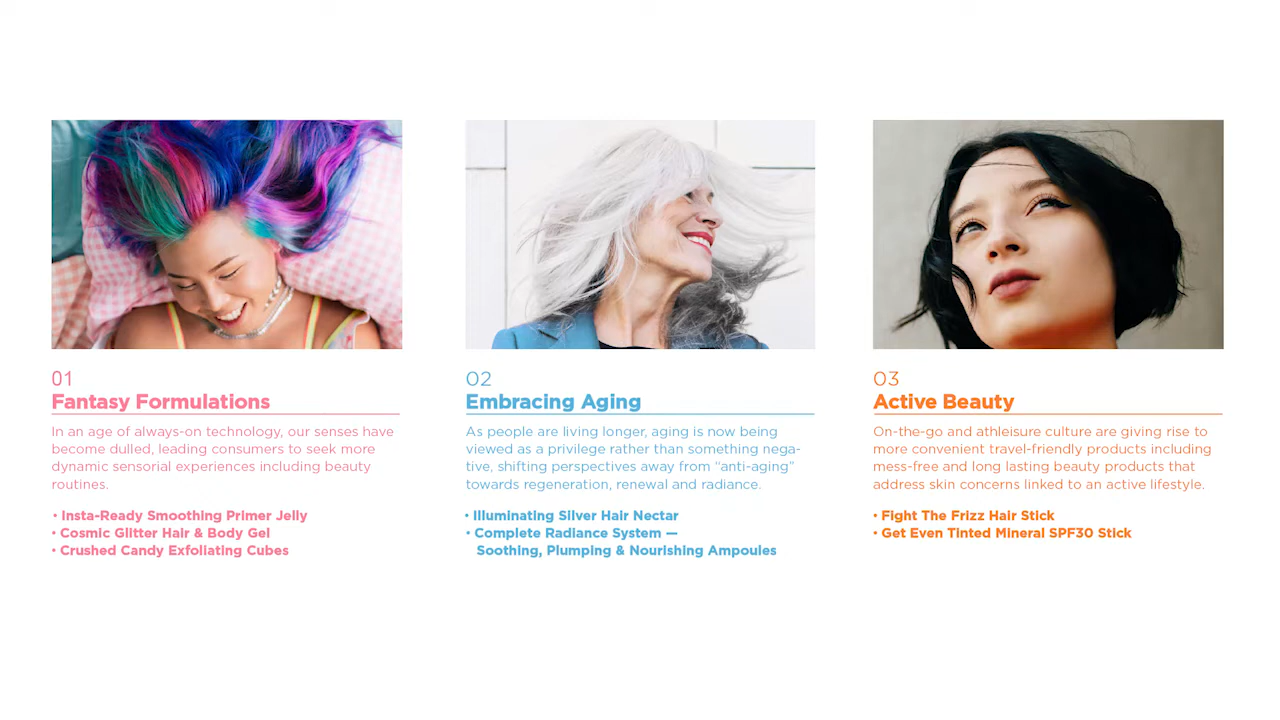 01
Fantasy Formulations
In an age of always-on technology, our senses have
become dulled, leading consumers to seek more
dynamic sensorial experiences including beauty
routines.
• Insta-Ready Smoothing Primer Jelly
• Cosmic Glitter Hair & Body Gel
• Crushed Candy Exfoliating Cubes
02
Embracing Aging
As people are living longer, aging is now being
viewed as a privilege rather than something nega-
tive, shifting perspectives away from “anti-aging”
towards regeneration, renewal and radiance.
• Illuminating Silver Hair Nectar
• Complete Radiance System —
Soothing, Plumping & Nourishing Ampoules
03
Active Beauty
On-the-go and athleisure culture are giving rise to
more convenient travel-friendly products including
mess-free and long lasting beauty products that
address skin concerns linked to an active lifestyle.
• Fight The Frizz Hair Stick
• Get Even Tinted Mineral SPF30 Stick